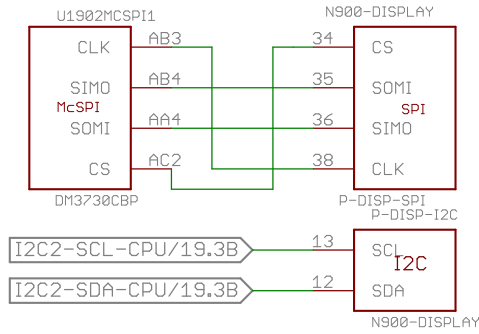 U1902MCSPI1
N900-DISPLAY
CLK AB3
34 CS
SIMO AB4
35 SOMI
McSPI
SPI
SOMI AA4
36 SIMO
CS AC2
38 CLK
DM3730CBP
P-DISP-SPI
P-DISP-I2C
I2C2-SCL-CPU/19.3B
13 SCL
I2C
I2C2-SDA-CPU/19.3B
12 SDA
N900-DISPLAY